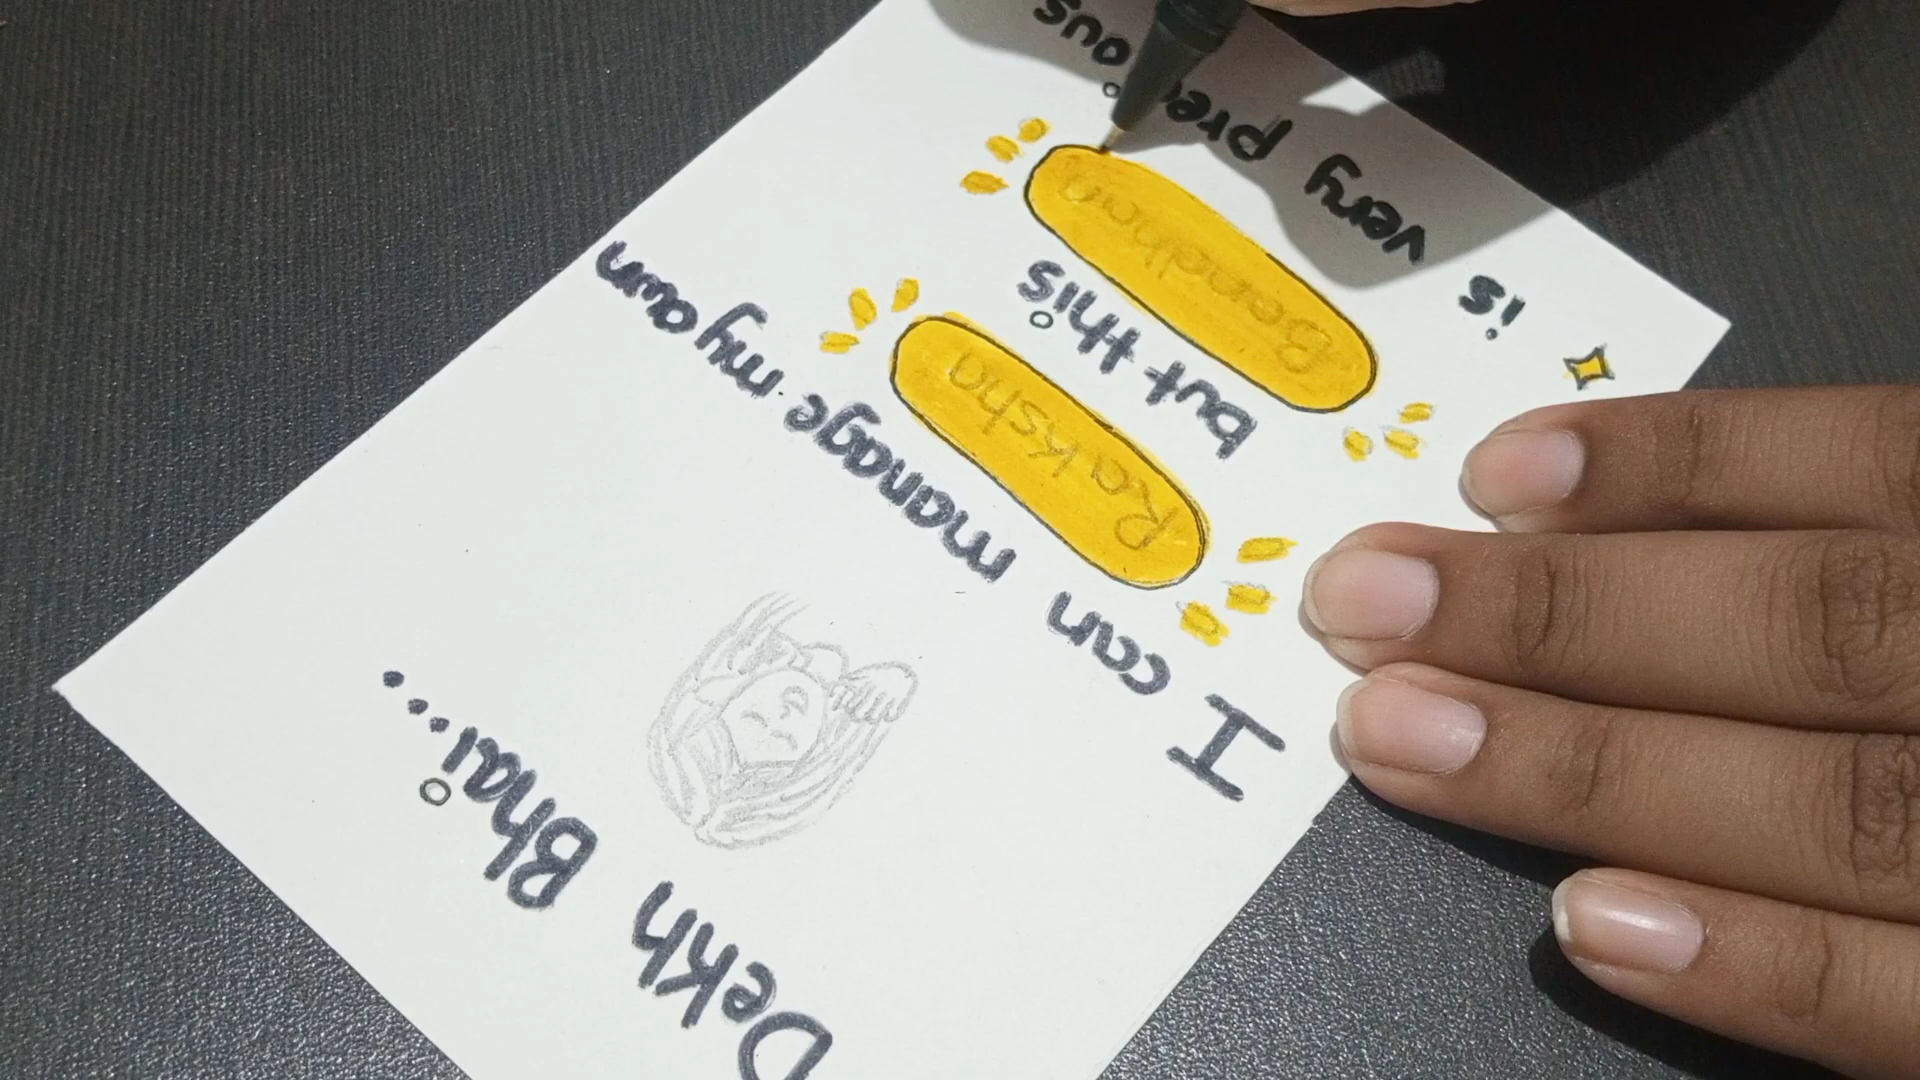 Dekh Bhai...
I can manage my own
Raksha
but this
Bandhan
is very precious